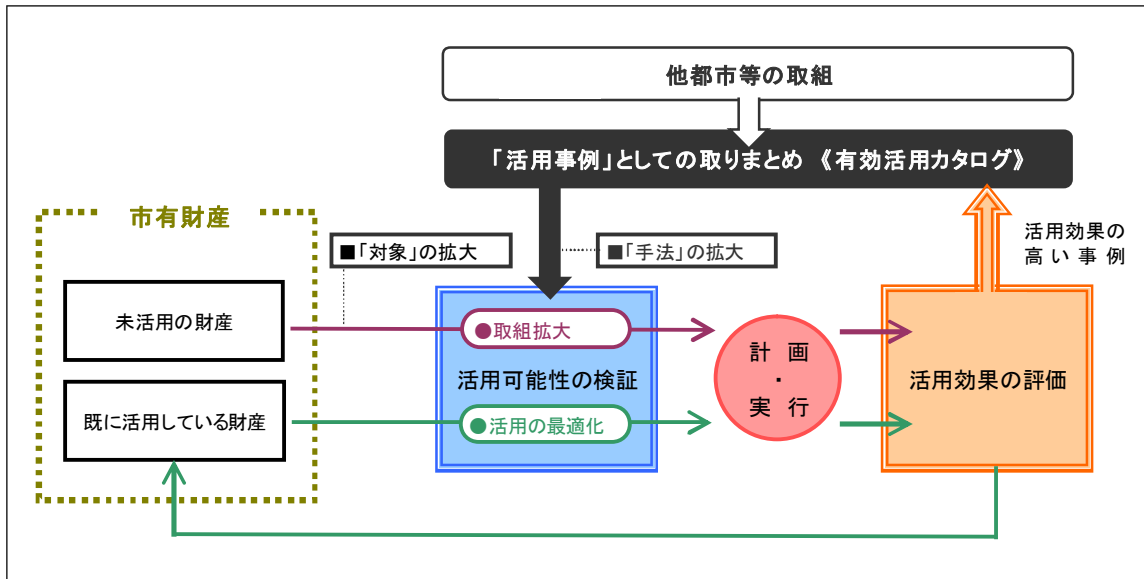 他都市等の取組
「活用事例」としての取りまとめ 《有効活用カタログ》
市有財産
■「対象」の拡大
■「手法」の拡大
活用効果の
高い事例
未活用の財産
●取組拡大
計画
・
実行
活用可能性の検証
活用効果の評価
既に活用している財産
●活用の最適化